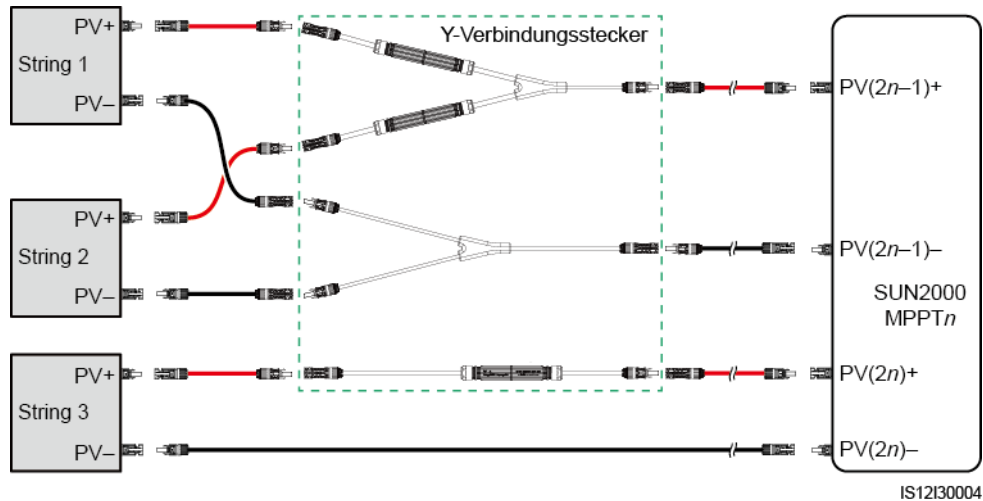 PV+
String 1
PV–
Y-Verbindungsstecker
PV(2n–1)+
PV+
String 2
PV–
PV(2n–1)–
SUN2000
MPPTn
PV+
String 3
PV–
PV(2n)+
PV(2n)–
IS12I30004